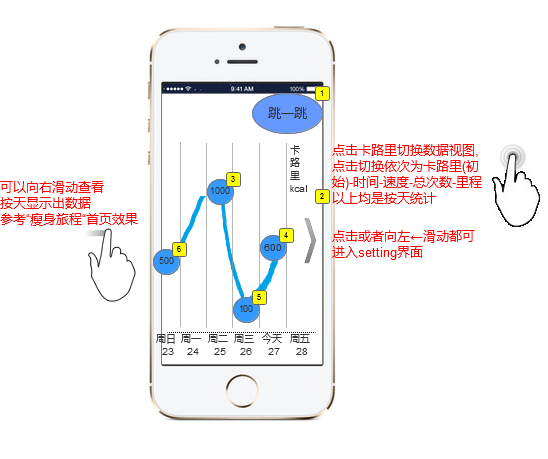 9:41 AM
100%
1
跳一跳
卡
路
里
kcal
点击卡路里切换数据视图,
点击切换依次为卡路里(初
始)-时间-速度-总次数-里程
以上均是按天统计
2
3
1000
可以向右滑动查看
按天显示出数据
参考"瘦身旅程"首页效果
4
600
点击或者向左←滑动都可
进入setting界面
6
500
5
100
周日 周一 周二 周三 今天 周五
23 24 25 26 27 28